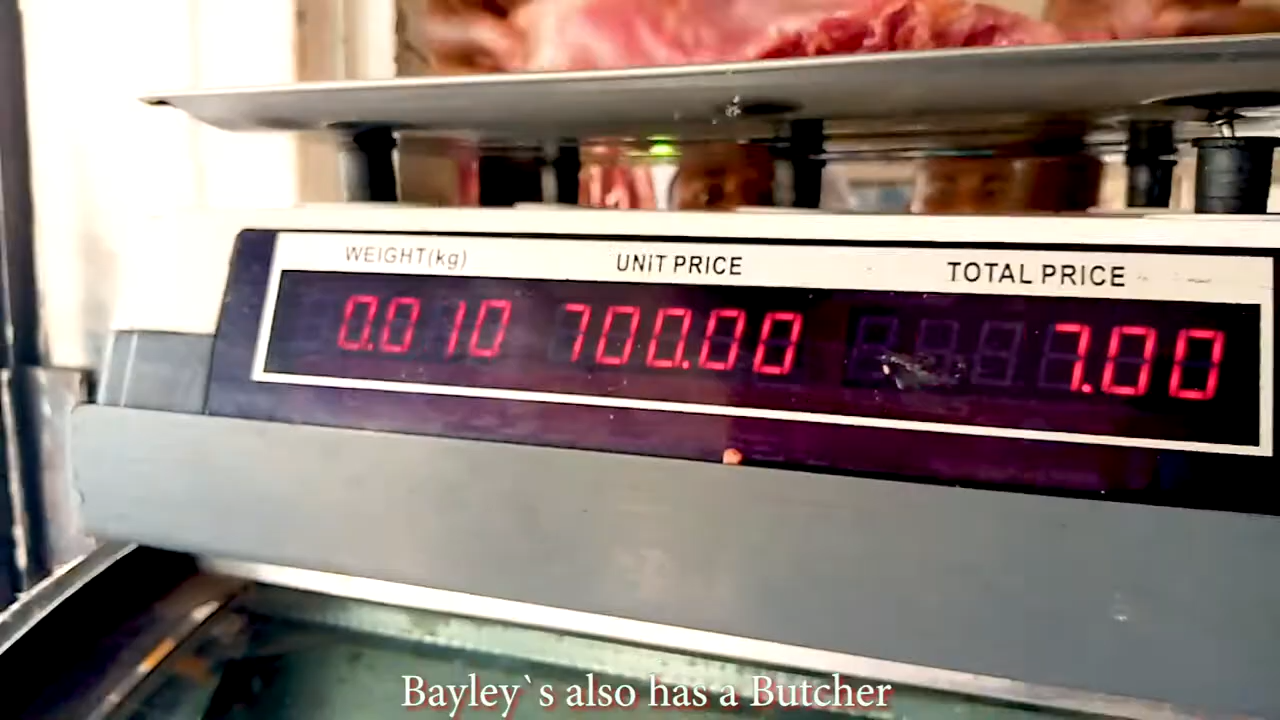 WEIGHT(kg) UNIT PRICE TOTAL PRICE
0.010 700.00 7.00
Bayley`s also has a Butcher